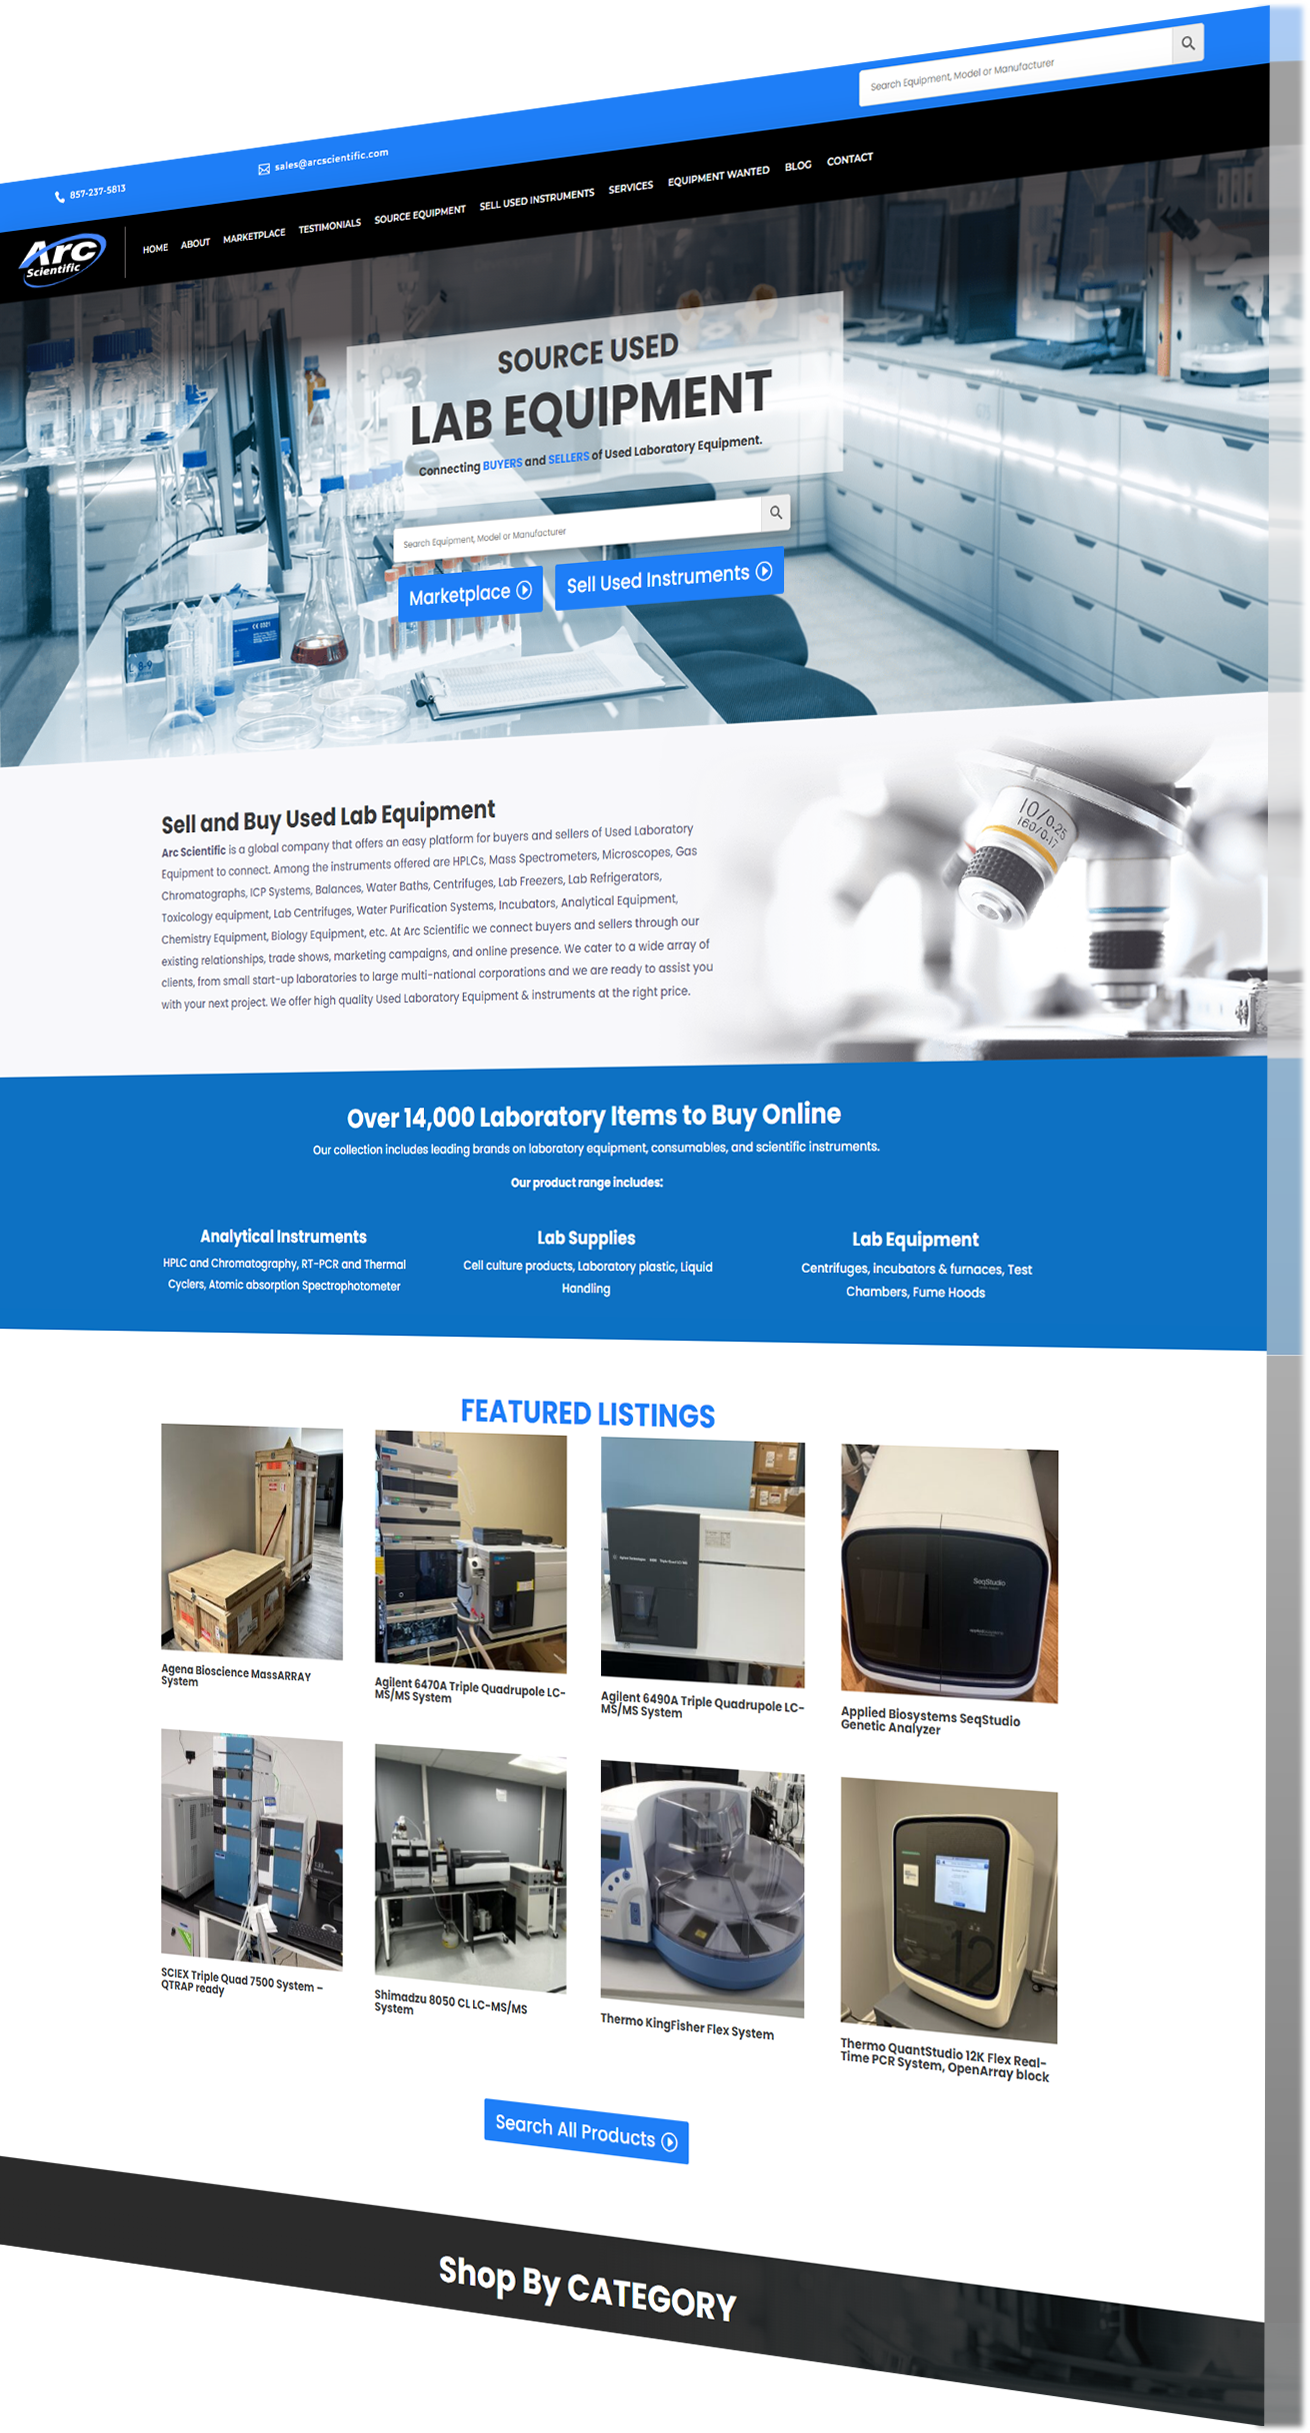 Search Equipment, Model or Manufacturer
857-237-5813
sales@arcscientific.com
Arc
Scientific
HOME ABOUT MARKETPLACE TESTIMONIALS SOURCE EQUIPMENT SELL USED INSTRUMENTS SERVICES EQUIPMENT WANTED BLOG CONTACT
SOURCE USED
LAB EQUIPMENT
Connecting BUYERS and SELLERS of Used Laboratory Equipment.
Search Equipment, Model or Manufacturer
Marketplace
Sell Used Instruments
Sell and Buy Used Lab Equipment
Arc Scientific is a global company that offers an easy platform for buyers and sellers of Used Laboratory
Equipment to connect. Among the instruments offered are HPLCs, Mass Spectrometers, Microscopes, Gas
Chromatographs, ICP Systems, Balances, Water Baths, Centrifuges, Lab Freezers, Lab Refrigerators,
Toxicology equipment, Lab Centrifuges, Water Purification Systems, Incubators, Analytical Equipment,
Chemistry Equipment, Biology Equipment, etc. At Arc Scientific we connect buyers and sellers through our
existing relationships, trade shows, marketing campaigns, and online presence. We cater to a wide array of
clients, from small start-up laboratories to large multi-national corporations and we are ready to assist you
with your next project. We offer high quality Used Laboratory Equipment & instruments at the right price.
10/0.25
160/0.17
Over 14,000 Laboratory Items to Buy Online
Our collection includes leading brands on laboratory equipment, consumables, and scientific instruments.
Our product range includes:
Analytical Instruments
HPLC and Chromatography, RT-PCR and Thermal
Cyclers, Atomic absorption Spectrophotometer
Lab Supplies
Cell culture products, Laboratory plastic, Liquid
Handling
Lab Equipment
Centrifuges, incubators & furnaces, Test
Chambers, Fume Hoods
FEATURED LISTINGS
SeqStudio
Agena Bioscience MassARRAY
System
Agilent 6470A Triple Quadrupole LC-
MS/MS System
Agilent 6490A Triple Quadrupole LC-
MS/MS System
Applied Biosystems SeqStudio
Genetic Analyzer
12
SCIEX Triple Quad 7500 System –
QTRAP ready
Shimadzu 8050 CL LC-MS/MS
System
Thermo KingFisher Flex System
Thermo QuantStudio 12K Flex Real-
Time PCR System, OpenArray block
Search All Products
Shop By CATEGORY